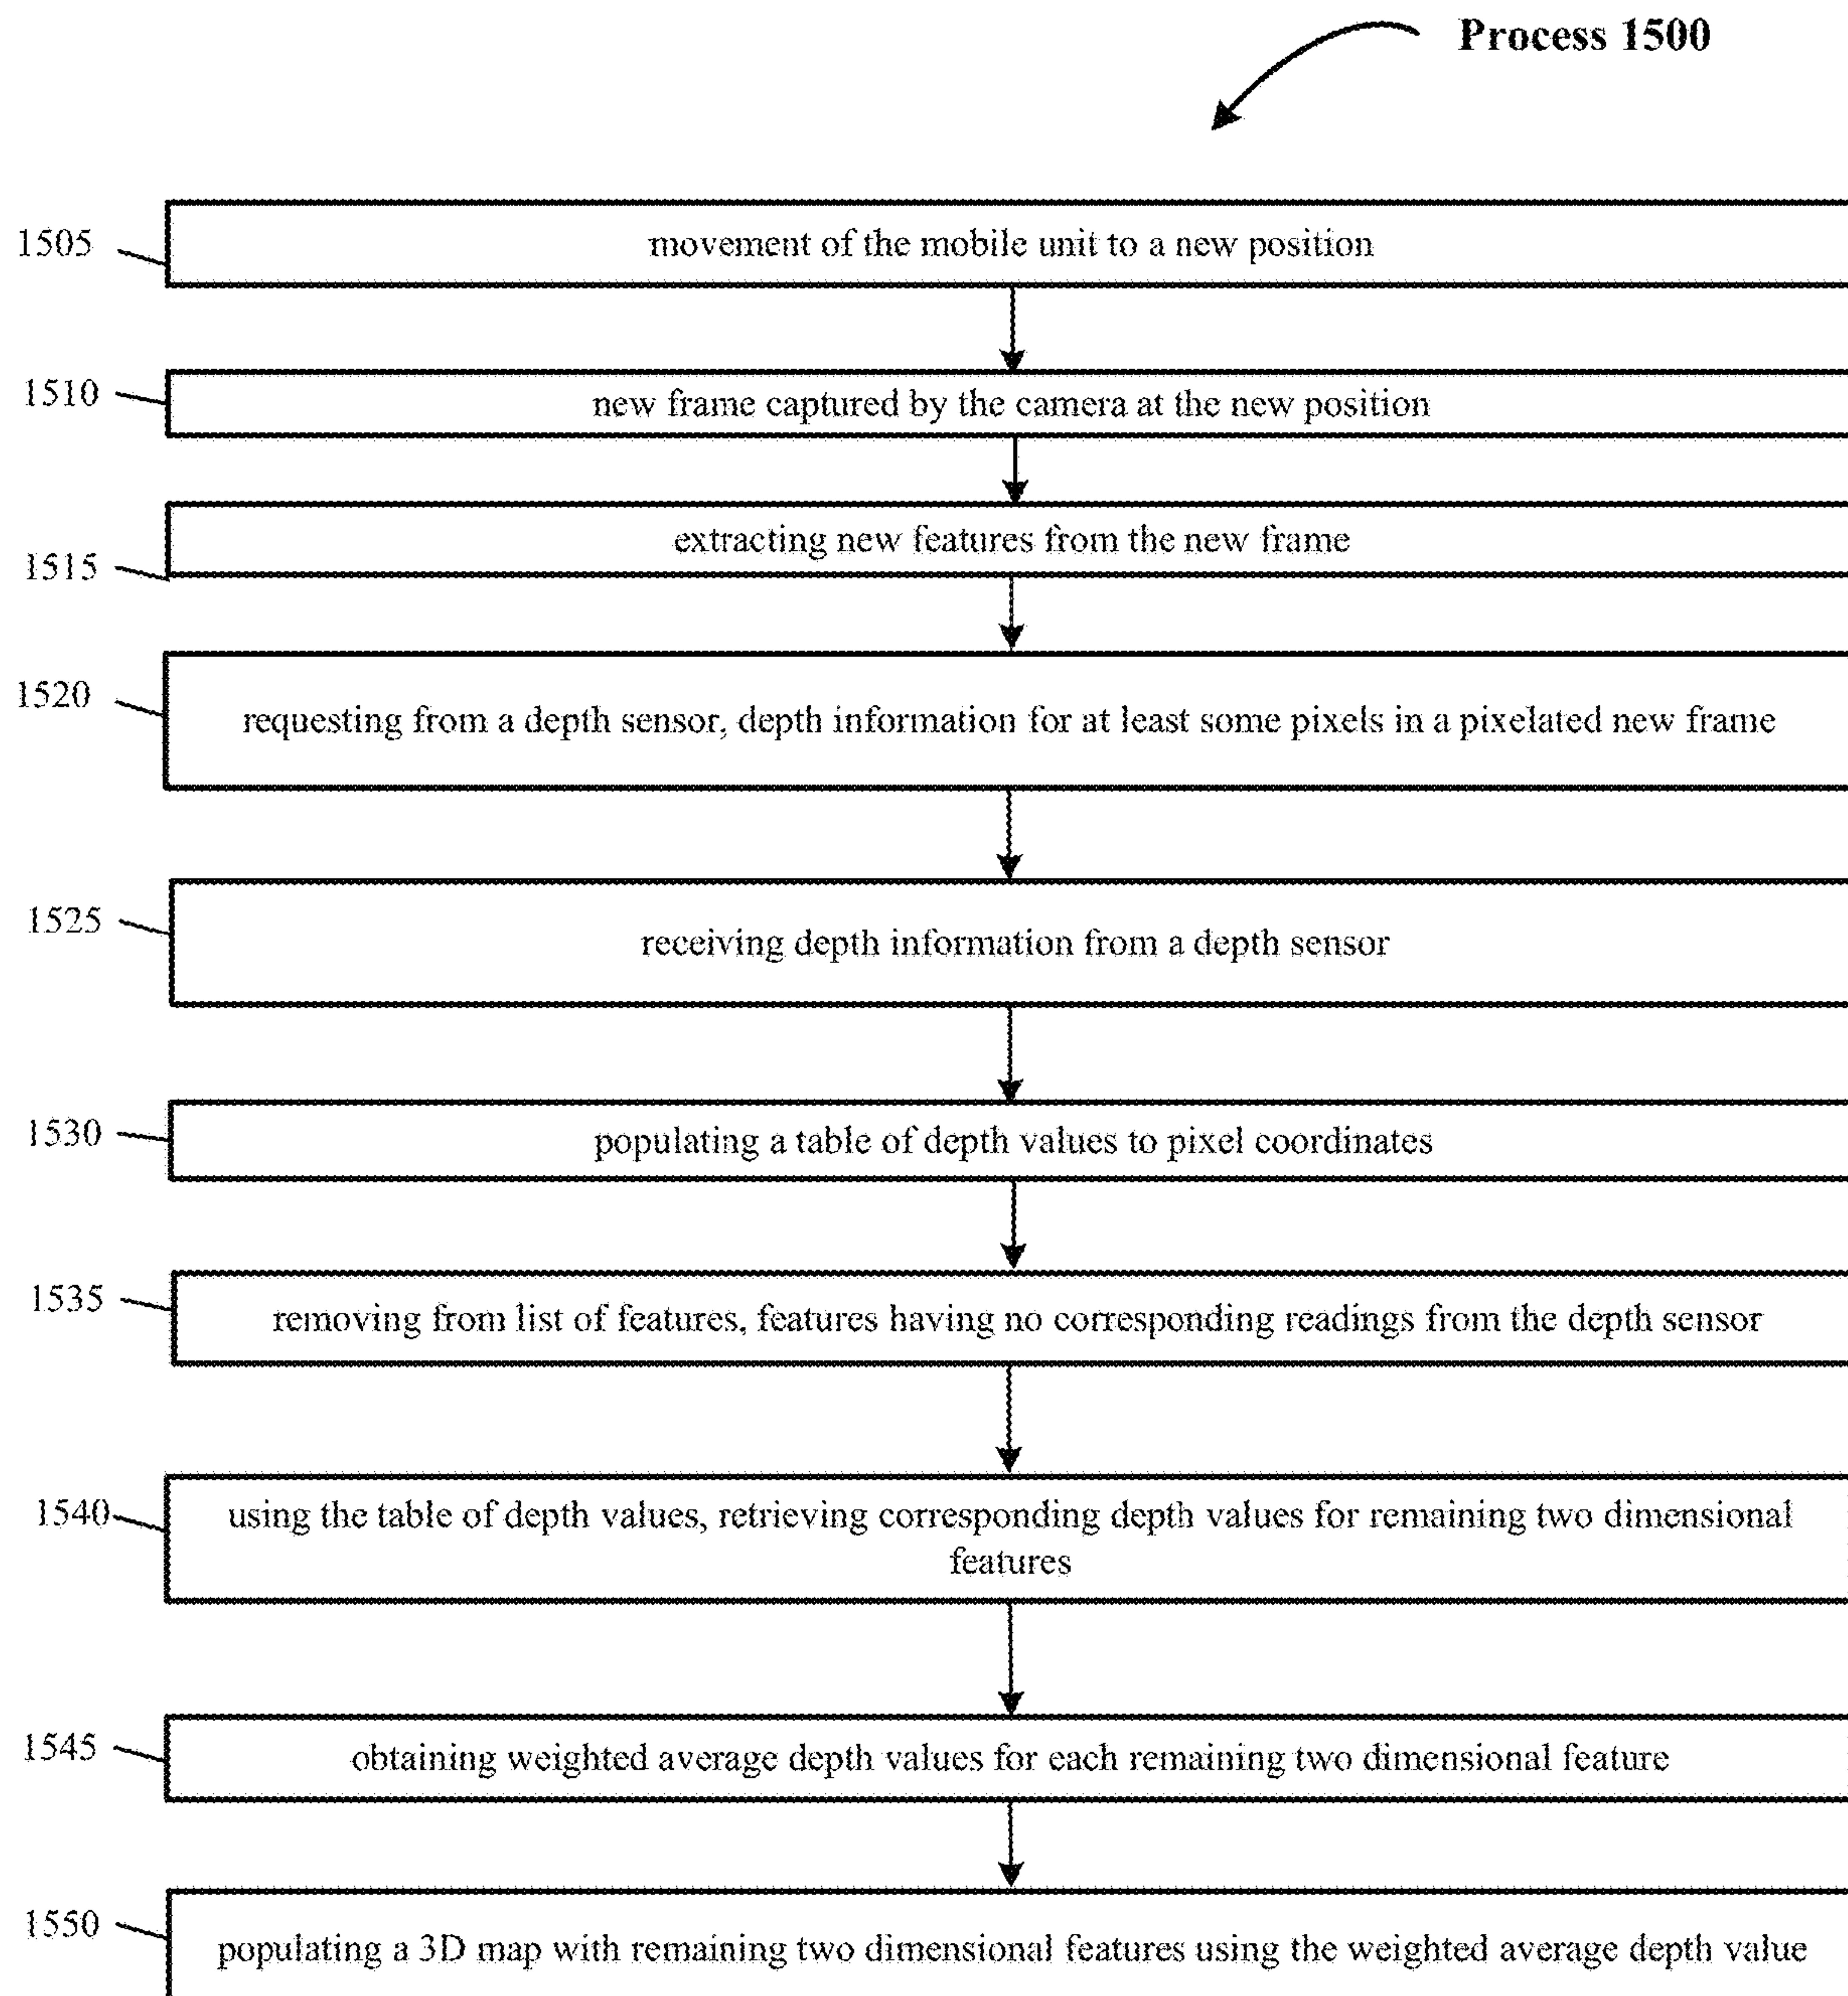 Process 1500
1505
movement of the mobile unit to a new position
1510
new frame captured by the camera at the new position
extracting new features from the new frame
1515
1520
requesting from a depth sensor, depth information for at least some pixels in a pixelated new frame
1525
receiving depth information from a depth sensor
1530
populating a table of depth values to pixel coordinates
1535
removing from list of features, features having no corresponding readings from the depth sensor
1540
using the table of depth values, retrieving corresponding depth values for remaining two dimensional
features
1545
obtaining weighted average depth values for each remaining two dimensional feature
1550
populating a 3D map with remaining two dimensional features using the weighted average depth value